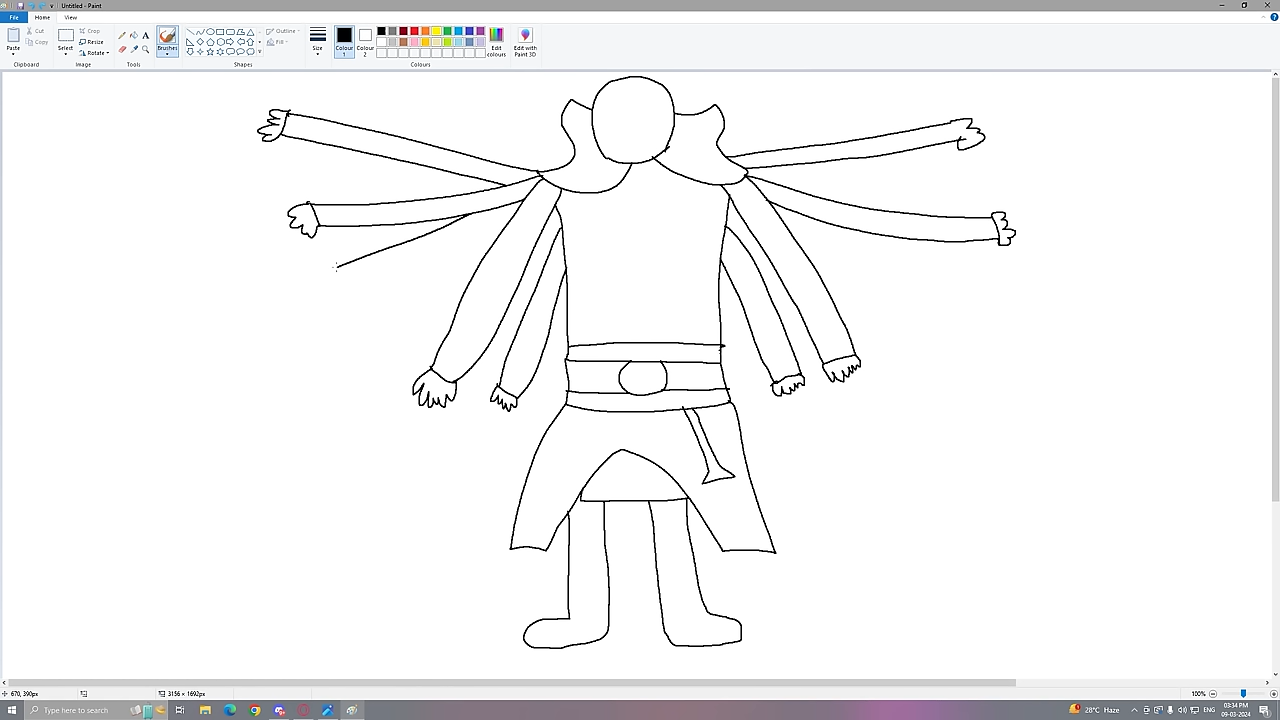 Untitled - Paint
File
Home
View
Paste
Cut
Copy
Clipboard
Select
Crop
Resize
Rotate
Image
A
Tools
Brushes
Outline
Fill
Shapes
Size
Colour
1
Colour
2
Edit
colours
Edit with
Paint 3D
Colours
670, 390px
3156 × 1692px
100%
Type here to search
28°C Haze
ENG
03:34 PM
09-03-2024